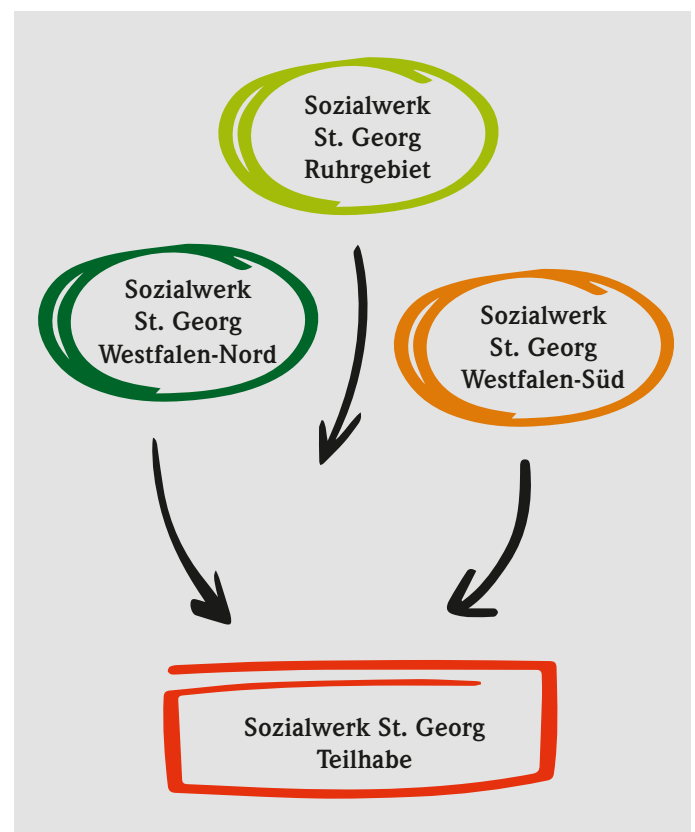 Sozialwerk
St. Georg
Ruhrgebiet
Sozialwerk
St. Georg
Westfalen-Nord
Sozialwerk
St. Georg
Westfalen-Süd
Sozialwerk St. Georg
Teilhabe